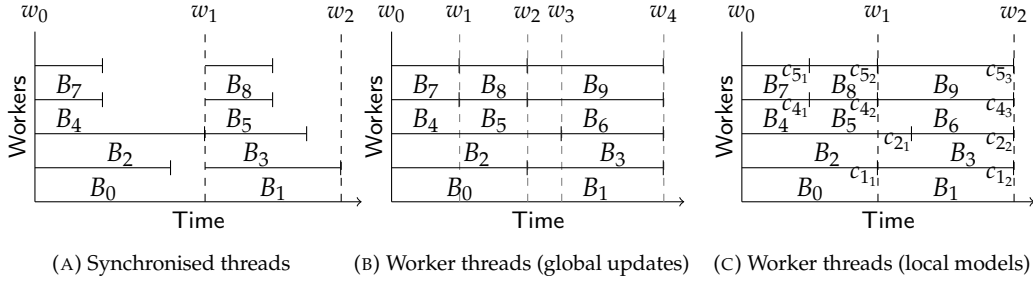 w₀ w₁ w₂
Workers
B₇ B₈
B₄ B₅
B₂ B₃
B₀ B₁
Time
(A) Synchronised threads
w₀ w₁ w₂ w₃ w₄
B₇ B₈ B₉
B₄ B₅ B₆
B₂ B₃
B₀ B₁
Time
(B) Worker threads (global updates)
w₀ w₁ w₂
Workers
c₅₁ c₅₂ c₅₃
B₇ B₈ B₉
c₄₁ c₄₂ c₄₃
B₄ B₅ B₆
c₂₁ c₂₂
B₂ B₃
c₁₁ c₁₂
B₀ B₁
Time
(C) Worker threads (local models)